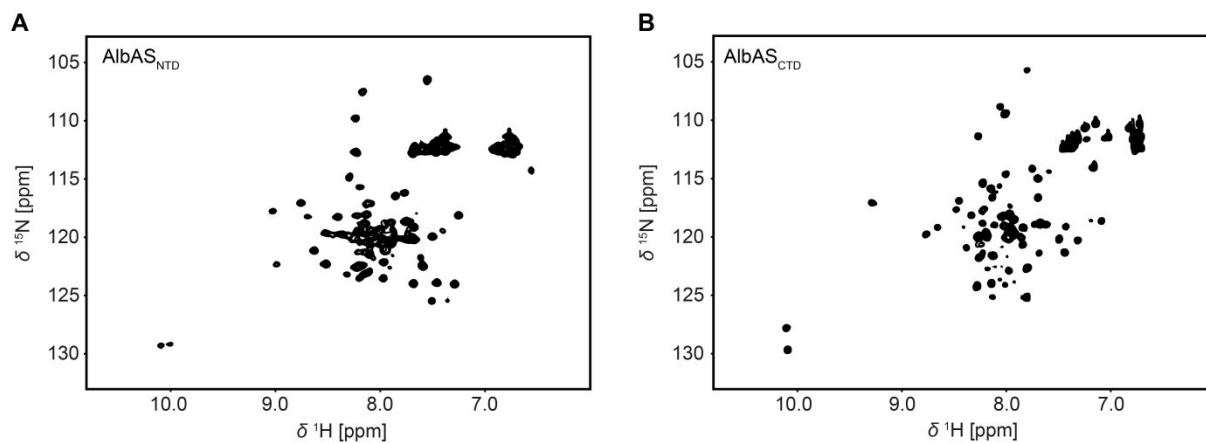 A
B
AlbAS_NTD
AlbAS_CTD
105
110
115
120
125
130
δ ¹⁵N [ppm]
10.0 9.0 8.0 7.0
δ ¹H [ppm]
105
110
115
120
125
130
δ ¹⁵N [ppm]
10.0 9.0 8.0 7.0
δ ¹H [ppm]